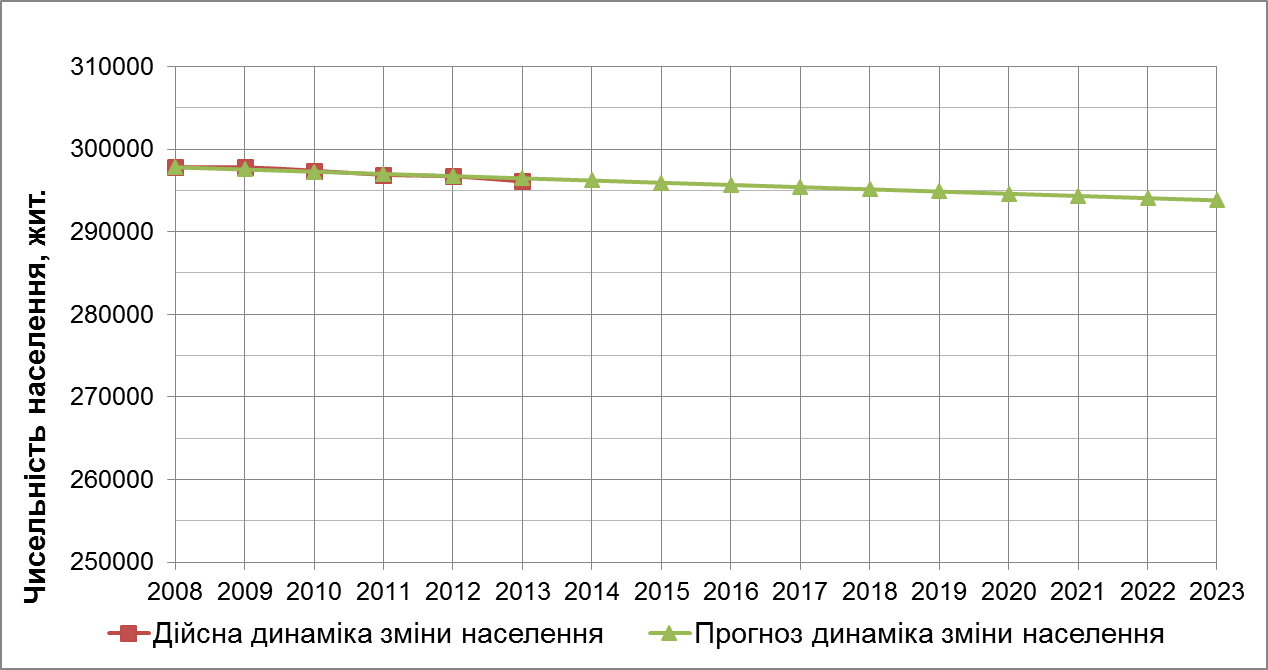 Чисельність населення, жит.
310000
300000
290000
280000
270000
260000
250000
2008 2009 2010 2011 2012 2013 2014 2015 2016 2017 2018 2019 2020 2021 2022 2023
Дійсна динаміка зміни населення Прогноз динаміка зміни населення